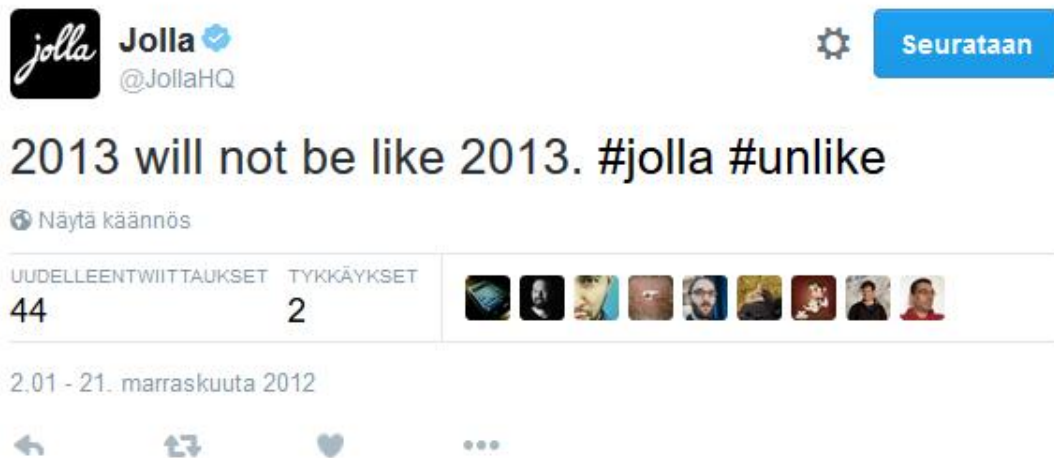 jolla
Jolla
@JollaHQ
Seurataan
2013 will not be like 2013. #jolla #unlike
Näytä käännös
UUDELLEENTWIITTAUKSET TYKKÄYKSET
44 2
2.01 - 21. marraskuuta 2012